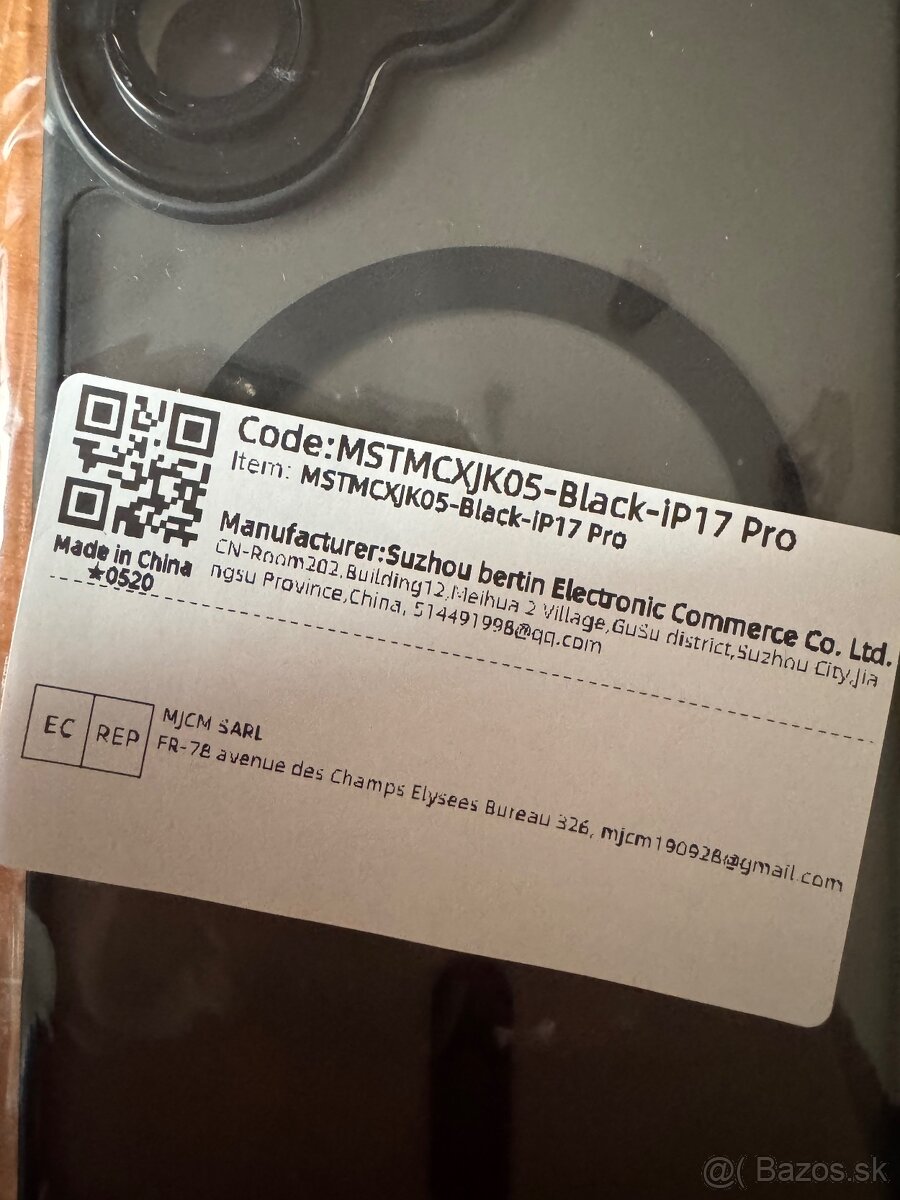 Code:MSTMCXJK05-Black-iP17 Pro
Item: MSTMCXJK05-Black-iP17 Pro
Manufacturer:Suzhou bertin Electronic Commerce Co. Ltd.
CN-Room202,Building12,Meihua 2 Village,GuSu district,Suzhou City,Jia
ngsu Province,China, 514491998@qq.com
Made in China
★0520
EC REP
MJCM SARL
FR-78 avenue des Champs Elysees Bureau 326, mjcm190928@gmail.com
@( Bazos.sk